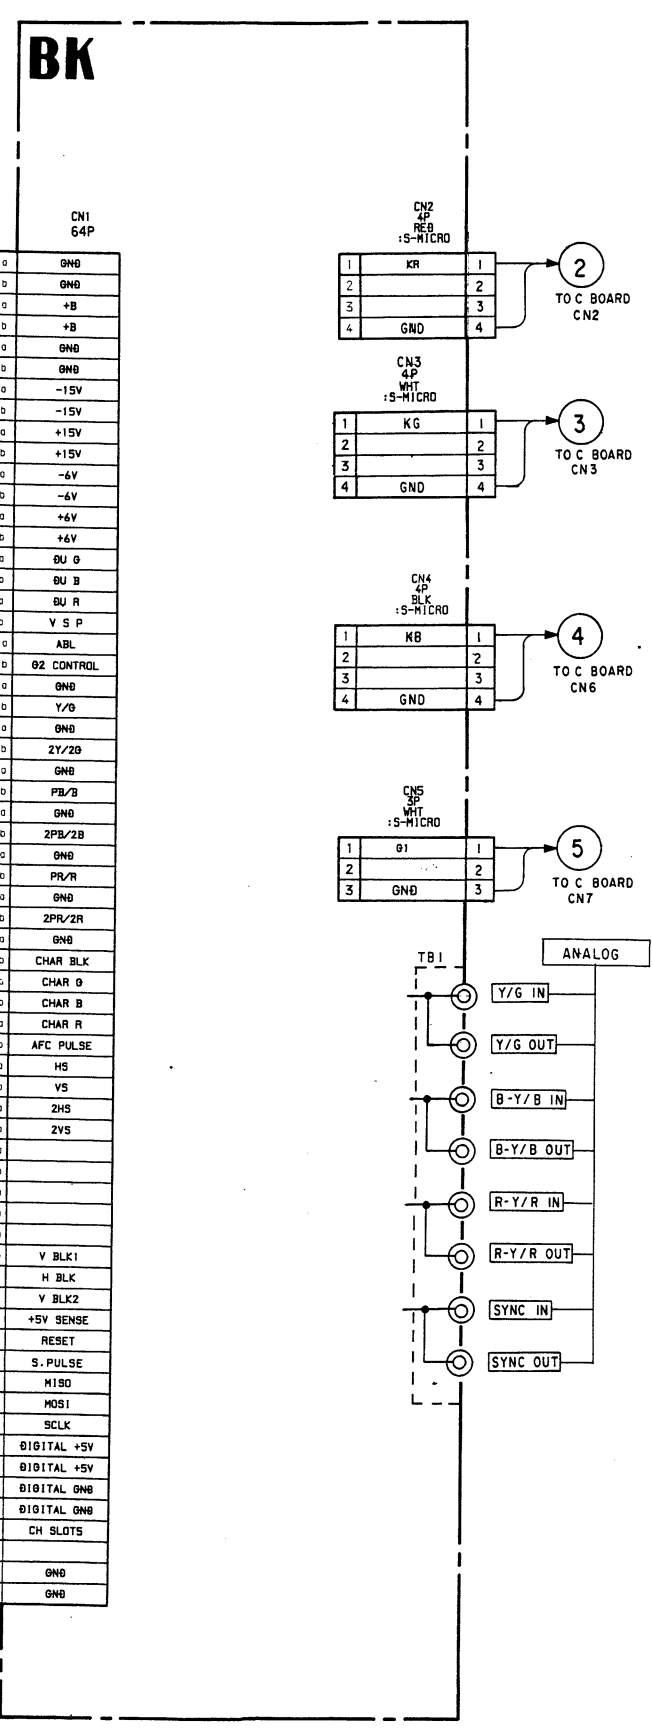 BK
CN1
64P
a GND
b GND
a +B
b +B
a GND
b GND
a -15V
b -15V
a +15V
b +15V
a -6V
b -6V
a +6V
b +6V
DU G
DU B
DU R
V S P
a ABL
b G2 CONTROL
a GND
b Y/G
a GND
b 2Y/2G
a GND
b PB/B
a GND
b 2PB/2B
a GND
b PR/R
a GND
b 2PR/2R
a GND
b CHAR BLK
CHAR G
CHAR B
CHAR R
AFC PULSE
HS
VS
2HS
2VS
V BLK1
H BLK
V BLK2
+5V SENSE
RESET
S.PULSE
MISO
MOSI
SCLK
DIGITAL +5V
DIGITAL +5V
DIGITAL GND
DIGITAL GND
CH SLOTS
GND
GND
CN2
4P
RED
:S-MICRO
1 KR 1
2 2
3 3
4 GND 4
2
TO C BOARD
CN2
CN3
4P
WHT
:S-MICRO
1 KG 1
2 2
3 3
4 GND 4
3
TO C BOARD
CN3
CN4
4P
BLK
:S-MICRO
1 KB 1
2 2
3 3
4 GND 4
4
TO C BOARD
CN6
CN5
3P
WHT
:S-MICRO
1 G1 1
2 2
3 GND 3
5
TO C BOARD
CN7
TB1
ANALOG
Y/G IN
Y/G OUT
B-Y/B IN
B-Y/B OUT
R-Y/R IN
R-Y/R OUT
SYNC IN
SYNC OUT